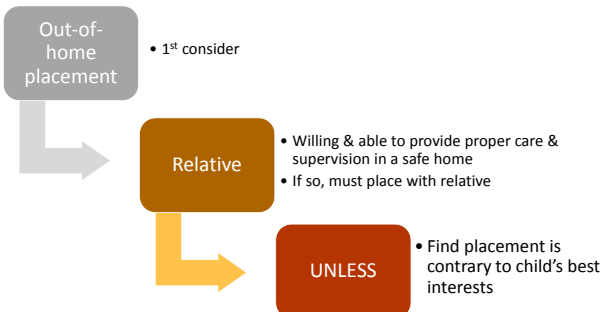 Out-of-
home
placement
• 1st consider
Relative
• Willing & able to provide proper care &
supervision in a safe home
• If so, must place with relative
UNLESS
• Find placement is
contrary to child’s best
interests